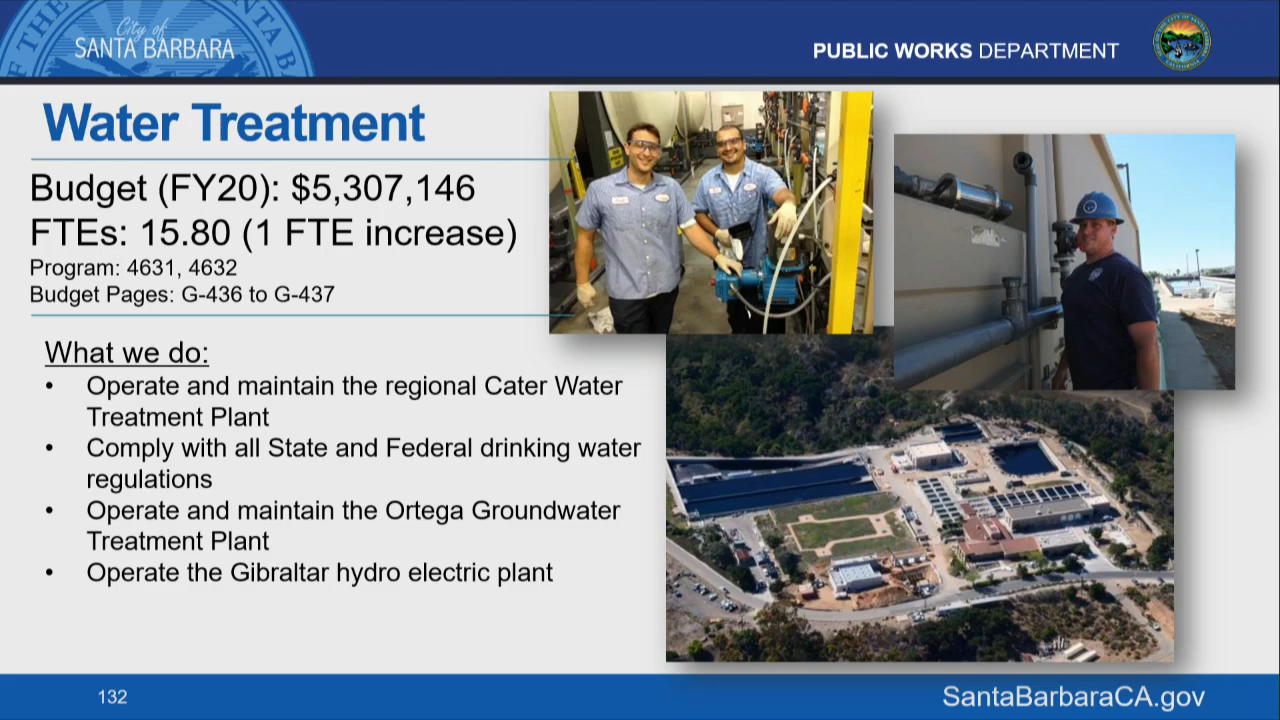 City of
SANTA BARBARA
PUBLIC WORKS DEPARTMENT
Water Treatment
Budget (FY20): $5,307,146
FTEs: 15.80 (1 FTE increase)
Program: 4631, 4632
Budget Pages: G-436 to G-437
What we do:
• Operate and maintain the regional Cater Water
Treatment Plant
• Comply with all State and Federal drinking water
regulations
• Operate and maintain the Ortega Groundwater
Treatment Plant
• Operate the Gibraltar hydro electric plant
132
SantaBarbaraCA.gov